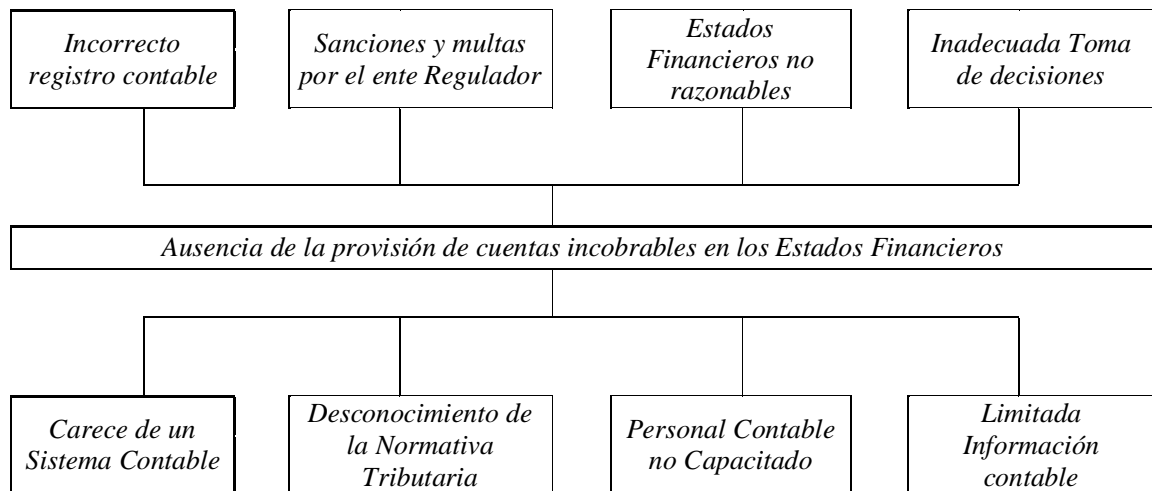 Incorrecto
registro contable
Sanciones y multas
por el ente Regulador
Estados
Financieros no
razonables
Inadecuada Toma
de decisiones
Ausencia de la provisión de cuentas incobrables en los Estados Financieros
Carece de un
Sistema Contable
Desconocimiento de
la Normativa
Tributaria
Personal Contable
no Capacitado
Limitada
Información
contable